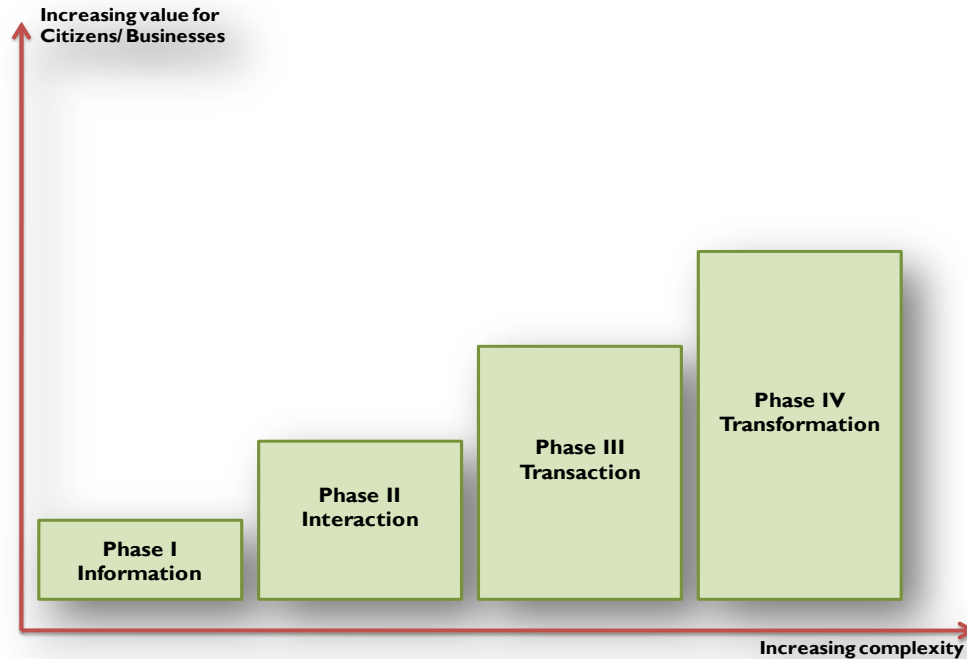 Increasing value for
Citizens/ Businesses
Phase IV
Transformation
Phase III
Transaction
Phase II
Interaction
Phase I
Information
Increasing complexity